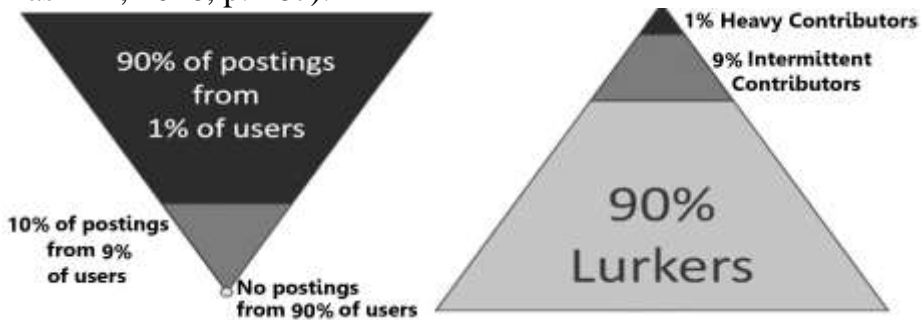 90% of postings
from
1% of users
10% of postings
from 9%
of users
No postings
from 90% of users
1% Heavy Contributors
9% Intermittent
Contributors
90%
Lurkers